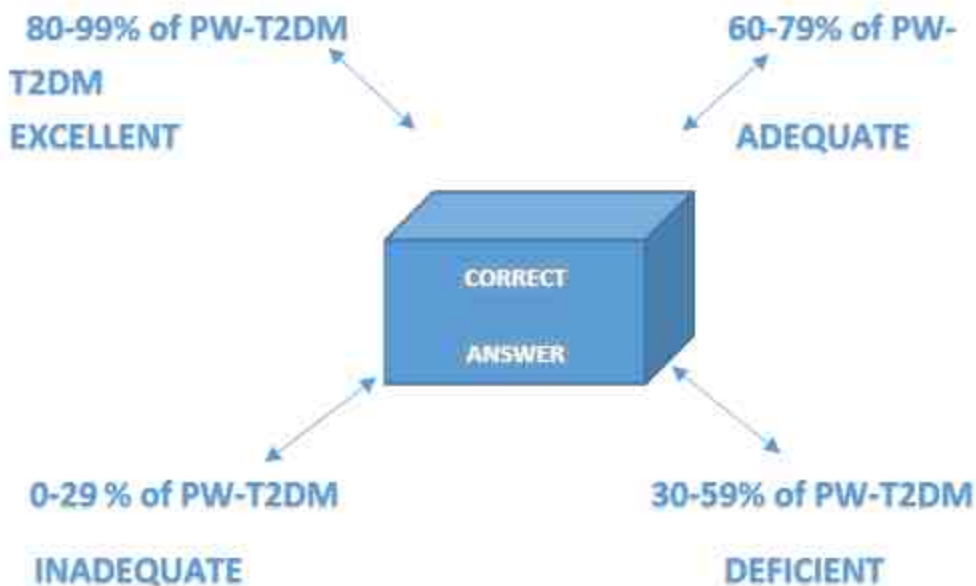 80-99% of PW-T2DM 60-79% of PW-
T2DM
EXCELLENT ADEQUATE
CORRECT
ANSWER
0-29 % of PW-T2DM 30-59% of PW-T2DM
INADEQUATE DEFICIENT